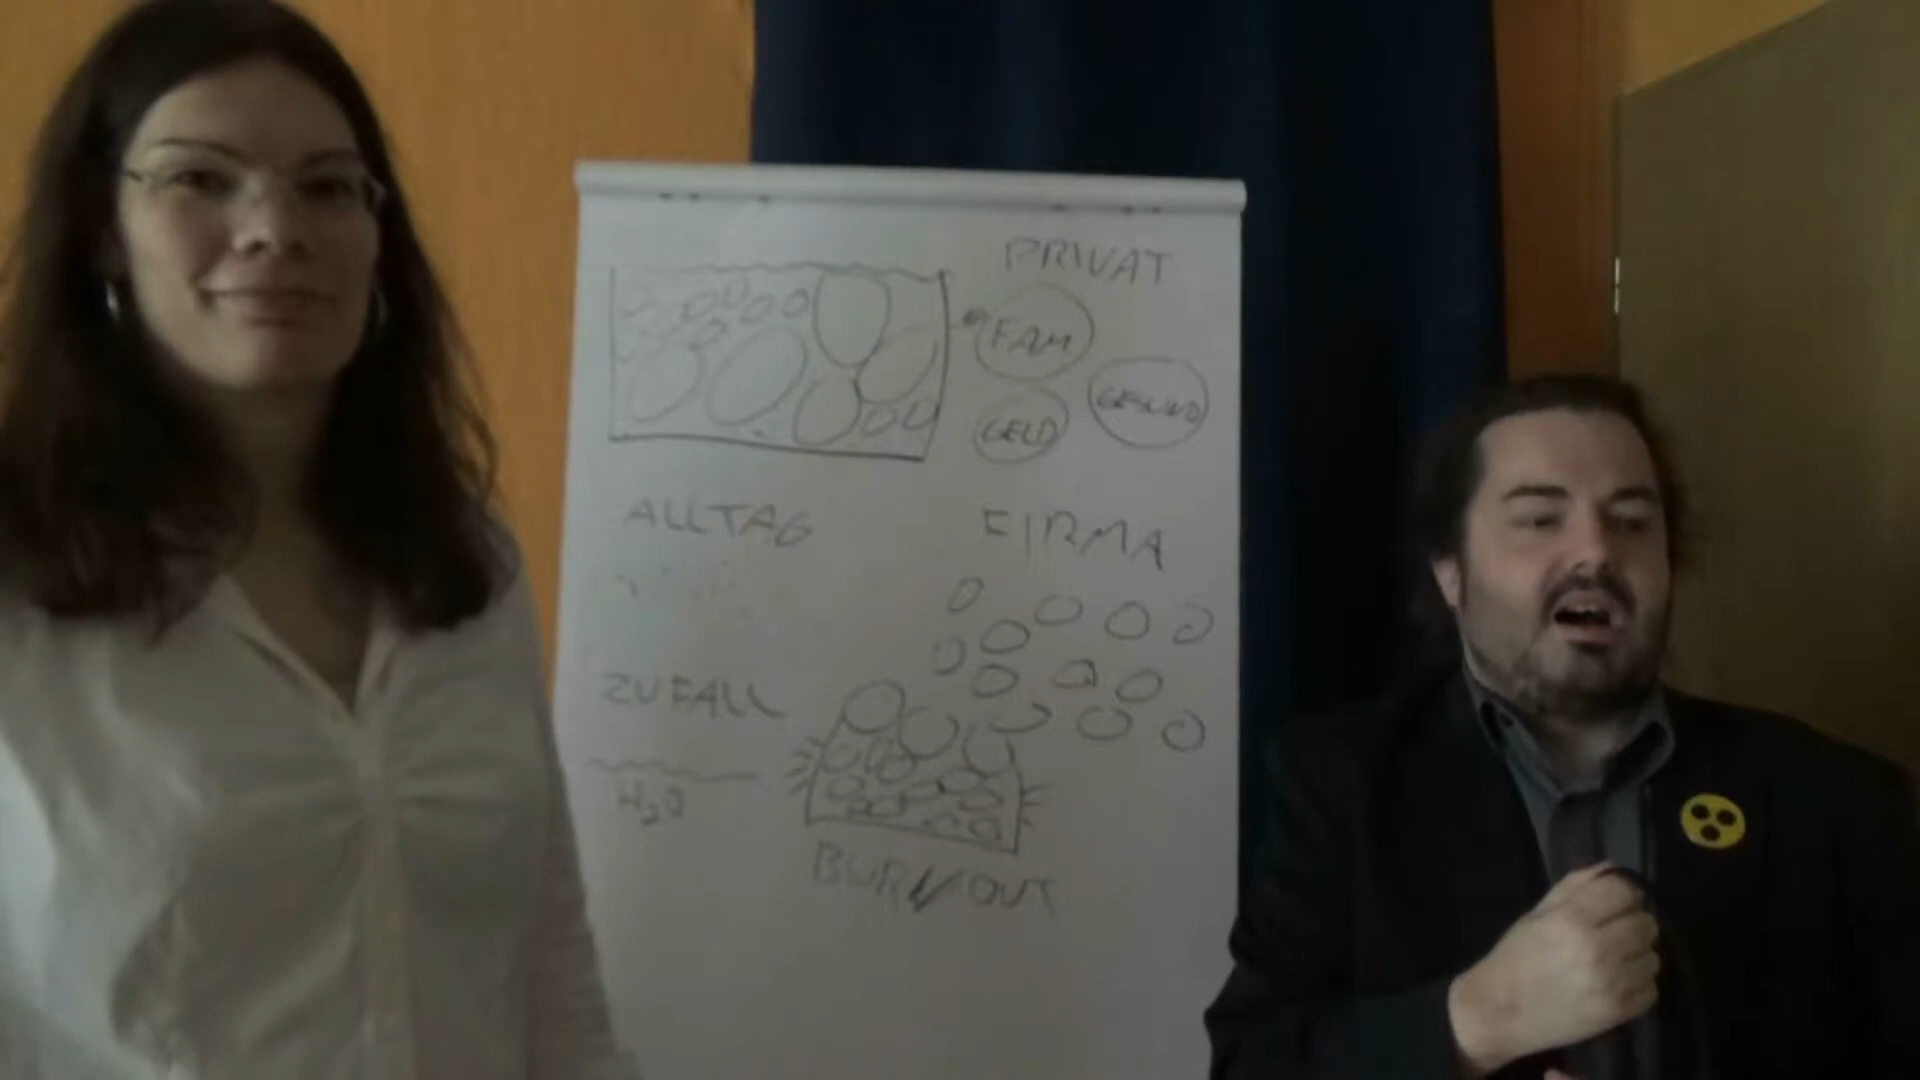 PRIVAT
FAM
GESUND
GELD
ALLTAG
FIRMA
ZUFALL
H₂O
BURNOUT